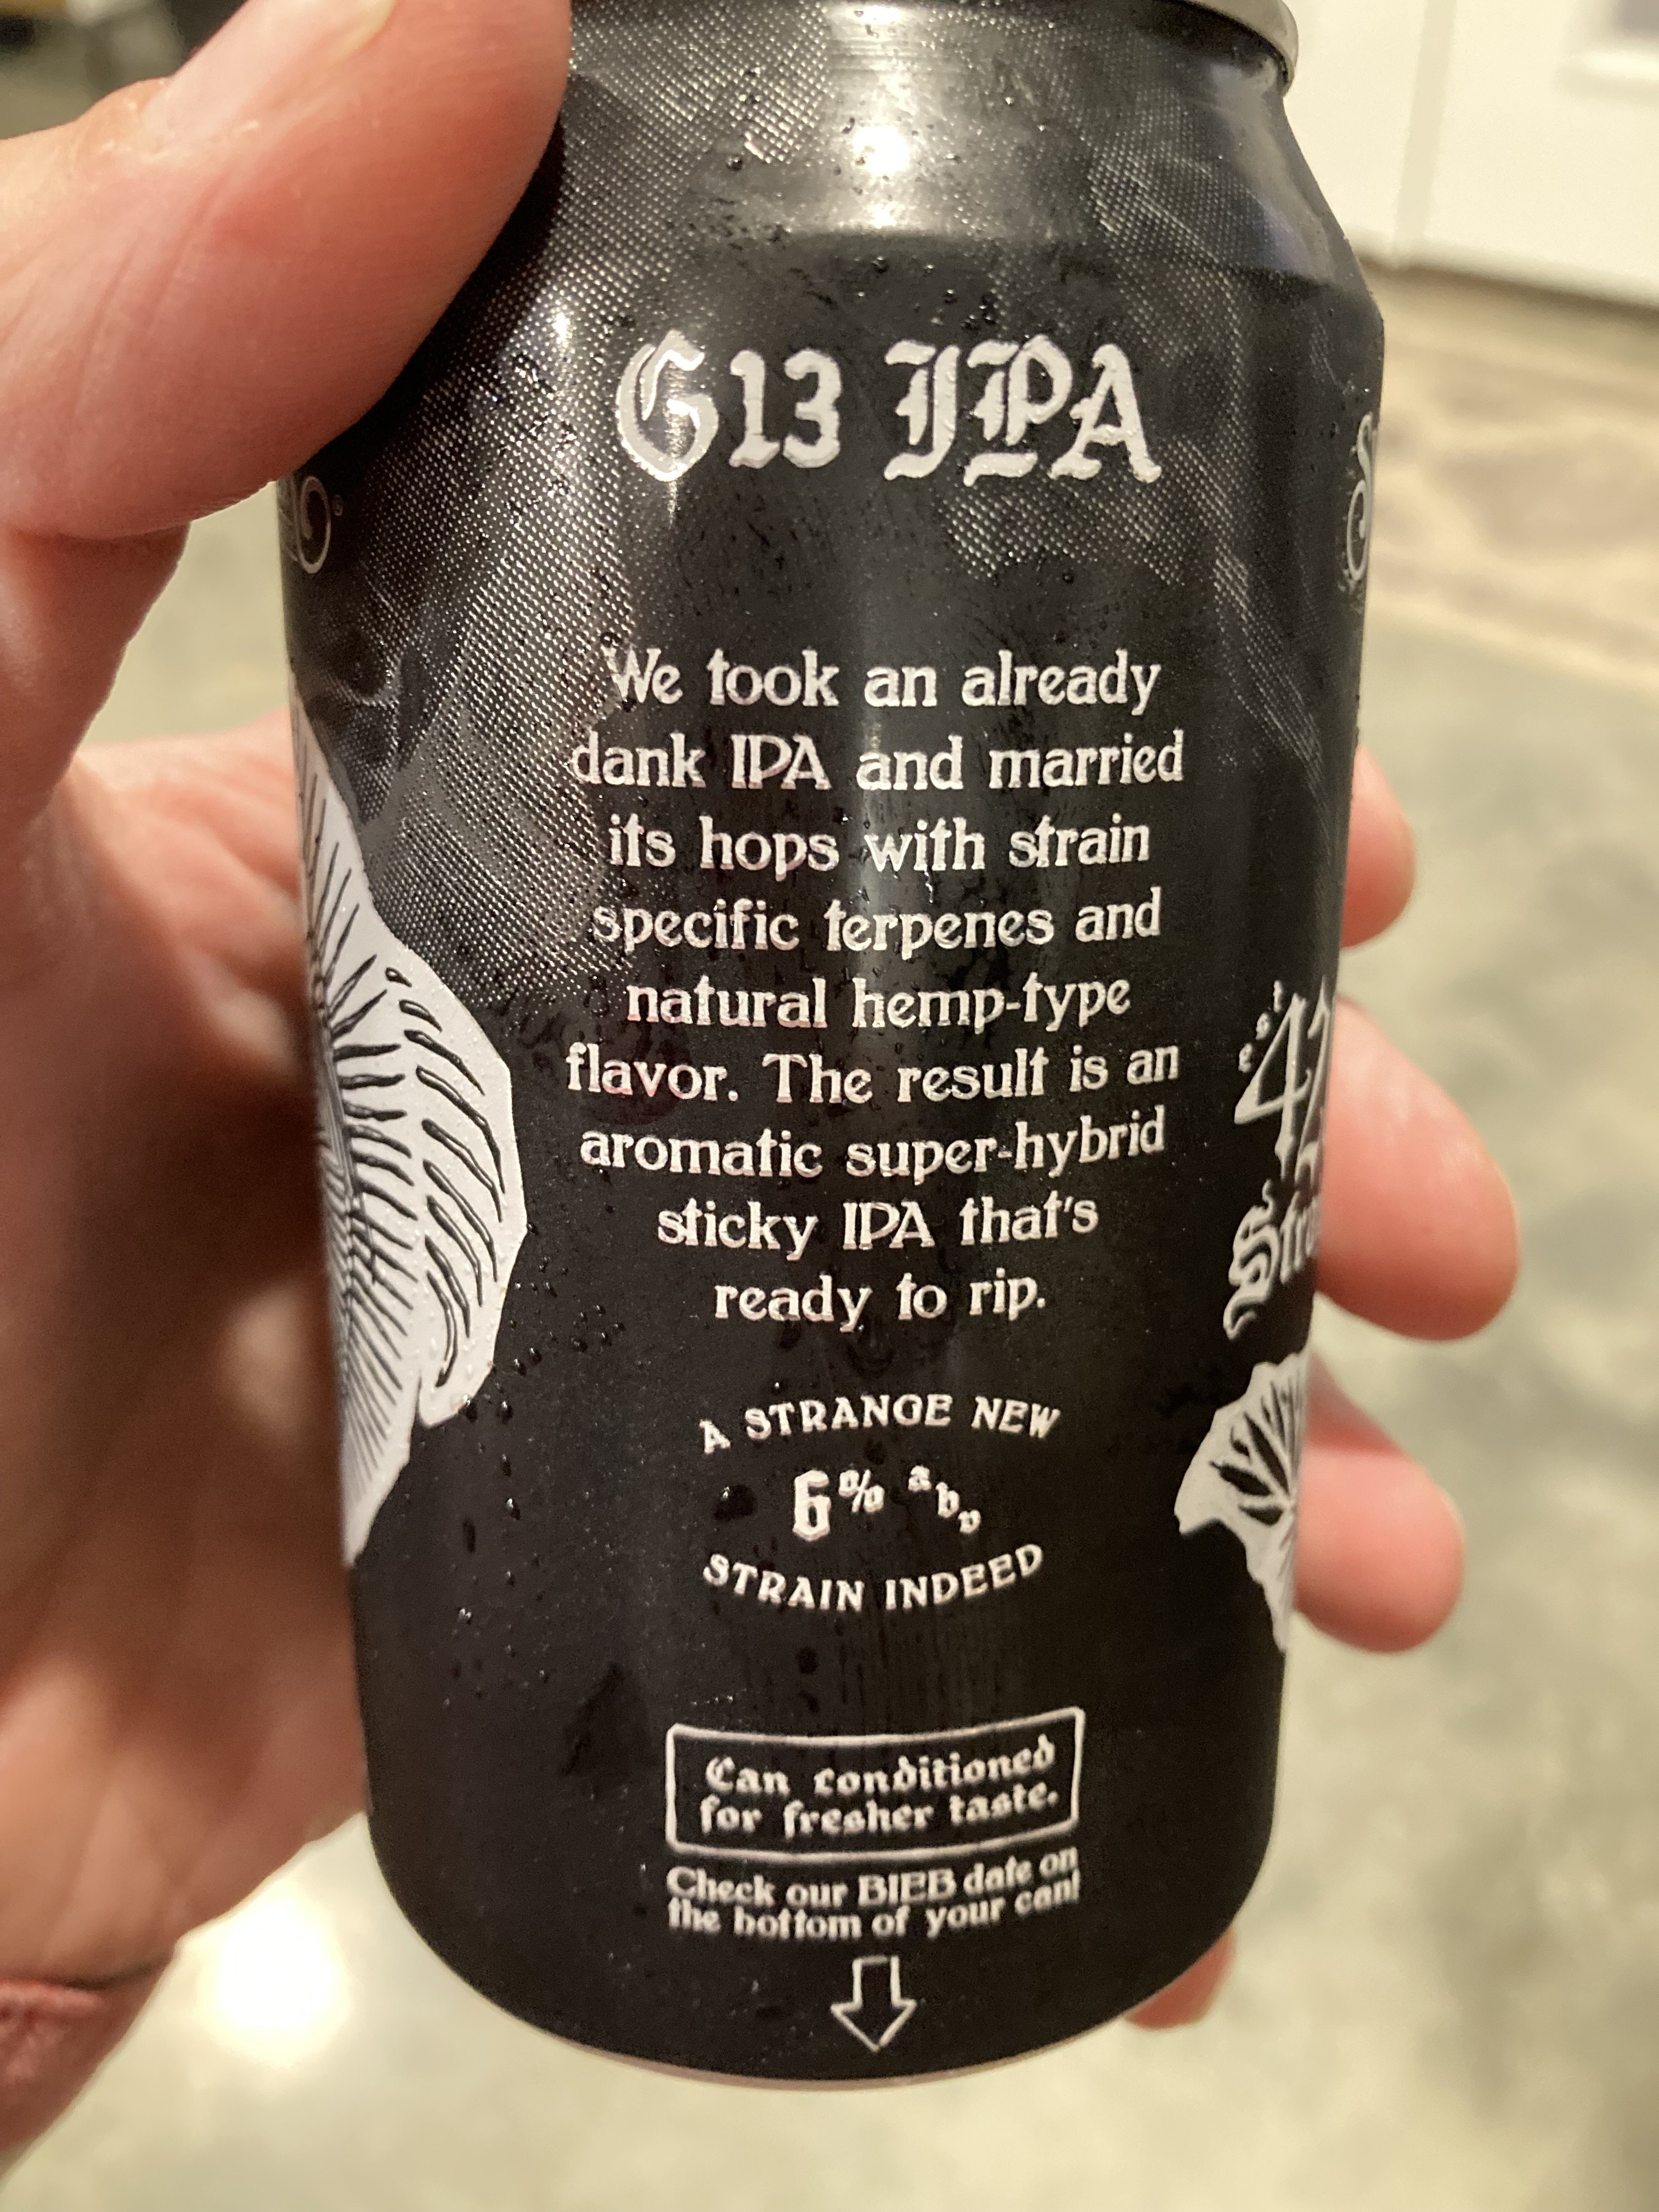 G13 IPA
We took an already
dank IPA and married
its hops with strain
specific terpenes and
natural hemp-type
flavor. The result is an
aromatic super-hybrid
sticky IPA that's
ready to rip.
A STRANGE NEW
6% abv
STRAIN INDEED
Can conditioned
for fresher taste.
Check our BIEB date on
the bottom of your can!